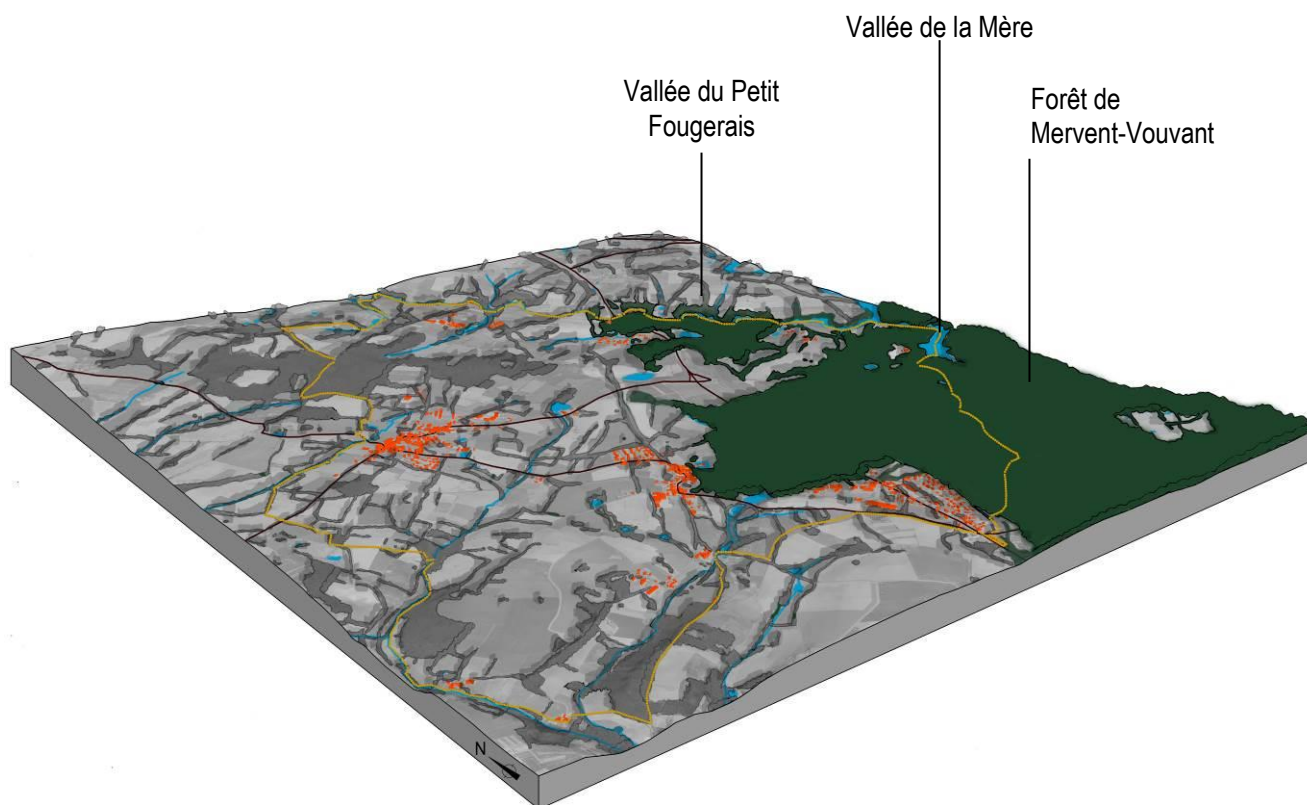 Vallée de la Mère
Vallée du Petit
Fougerais
Forêt de
Mervent-Vouvant
N